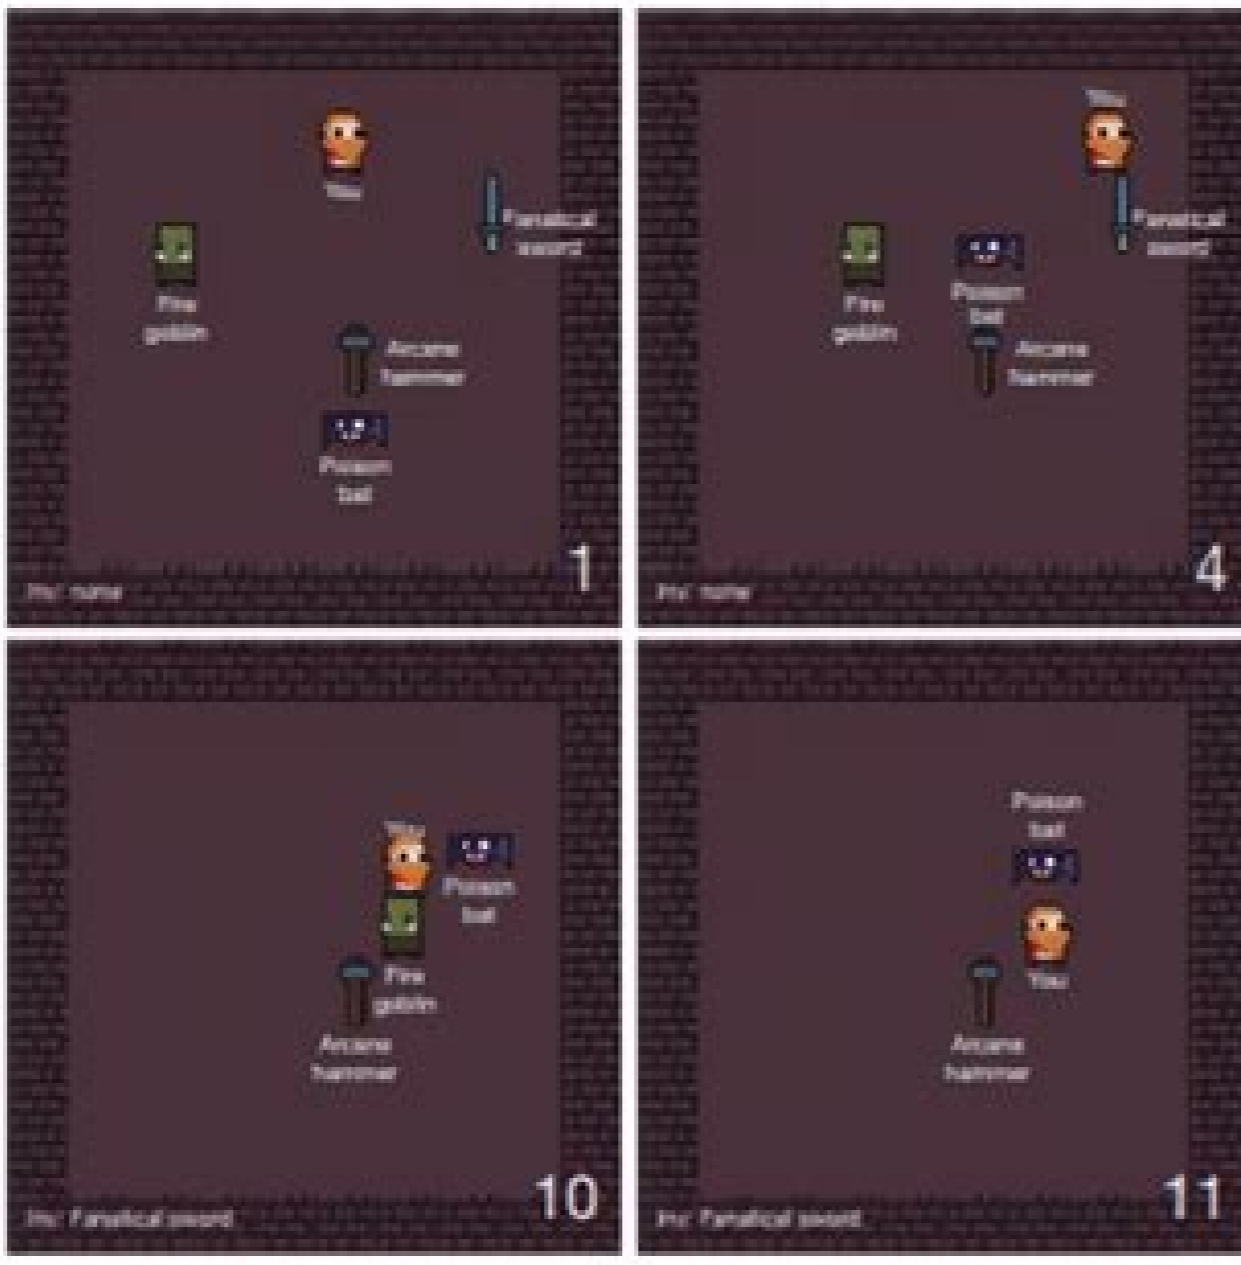 You
Fanatical
sword
Fire
goblin
Arcane
hammer
Poison
bat
1
Inv: none
You
Fanatical
sword
Poison
bat
Fire
goblin
Arcane
hammer
4
Inv: none
You
Poison
bat
Fire
goblin
Arcane
hammer
10
Inv: Fanatical sword
Poison
bat
You
Arcane
hammer
11
Inv: Fanatical sword